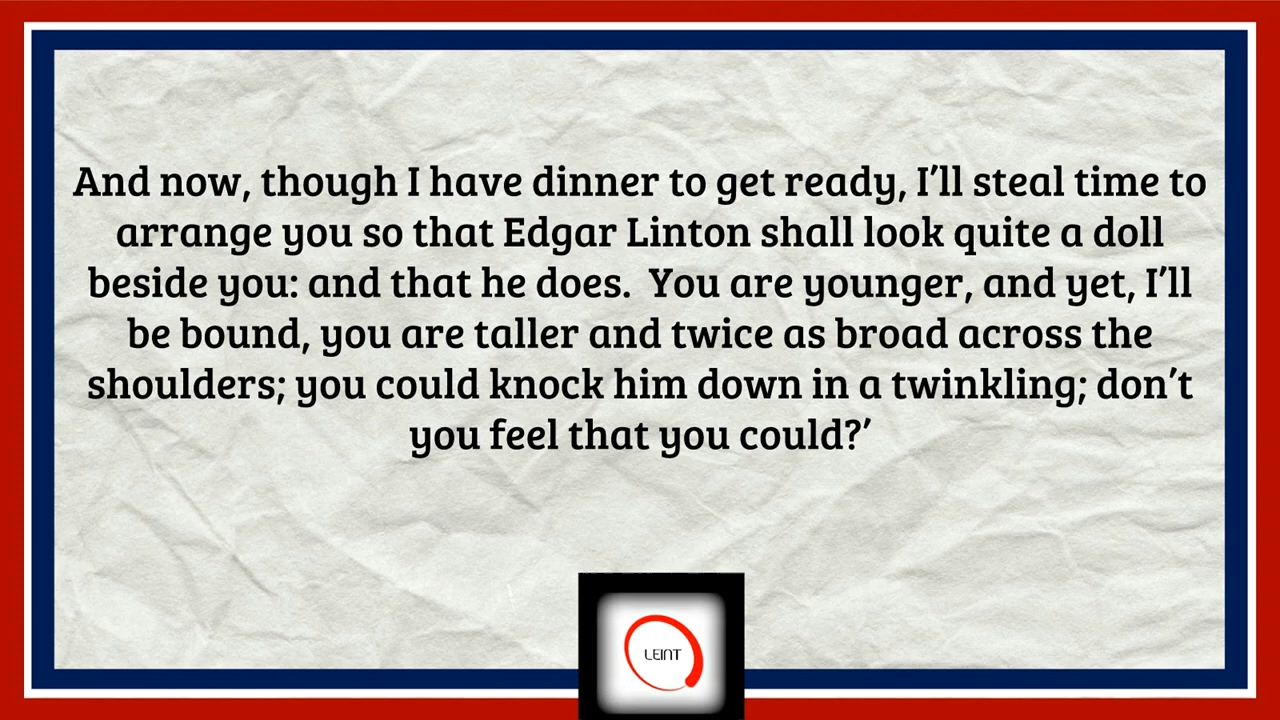 And now, though I have dinner to get ready, I’ll steal time to
arrange you so that Edgar Linton shall look quite a doll
beside you: and that he does.  You are younger, and yet, I’ll
be bound, you are taller and twice as broad across the
shoulders; you could knock him down in a twinkling; don’t
you feel that you could?’
LEINT